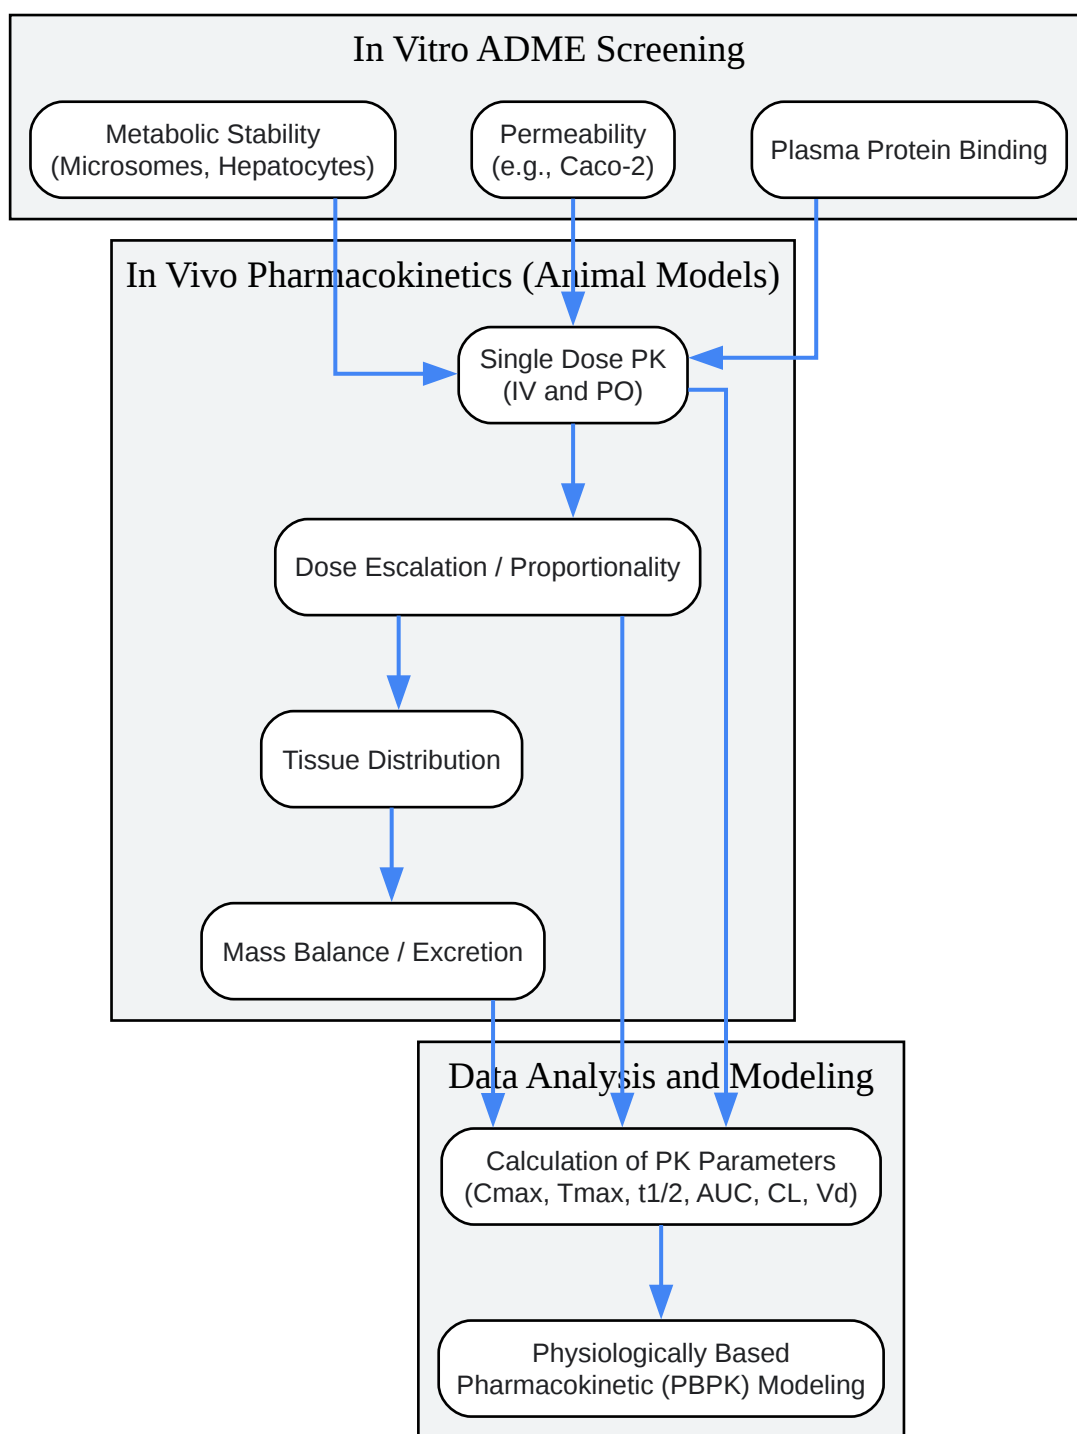 In Vitro ADME Screening
Metabolic Stability
(Microsomes, Hepatocytes)
Permeability
(e.g., Caco-2)
Plasma Protein Binding
In Vivo Pharmacokinetics (Animal Models)
Single Dose PK
(IV and PO)
Dose Escalation / Proportionality
Tissue Distribution
Mass Balance / Excretion
Data Analysis and Modeling
Calculation of PK Parameters
(Cmax, Tmax, t1/2, AUC, CL, Vd)
Physiologically Based
Pharmacokinetic (PBPK) Modeling